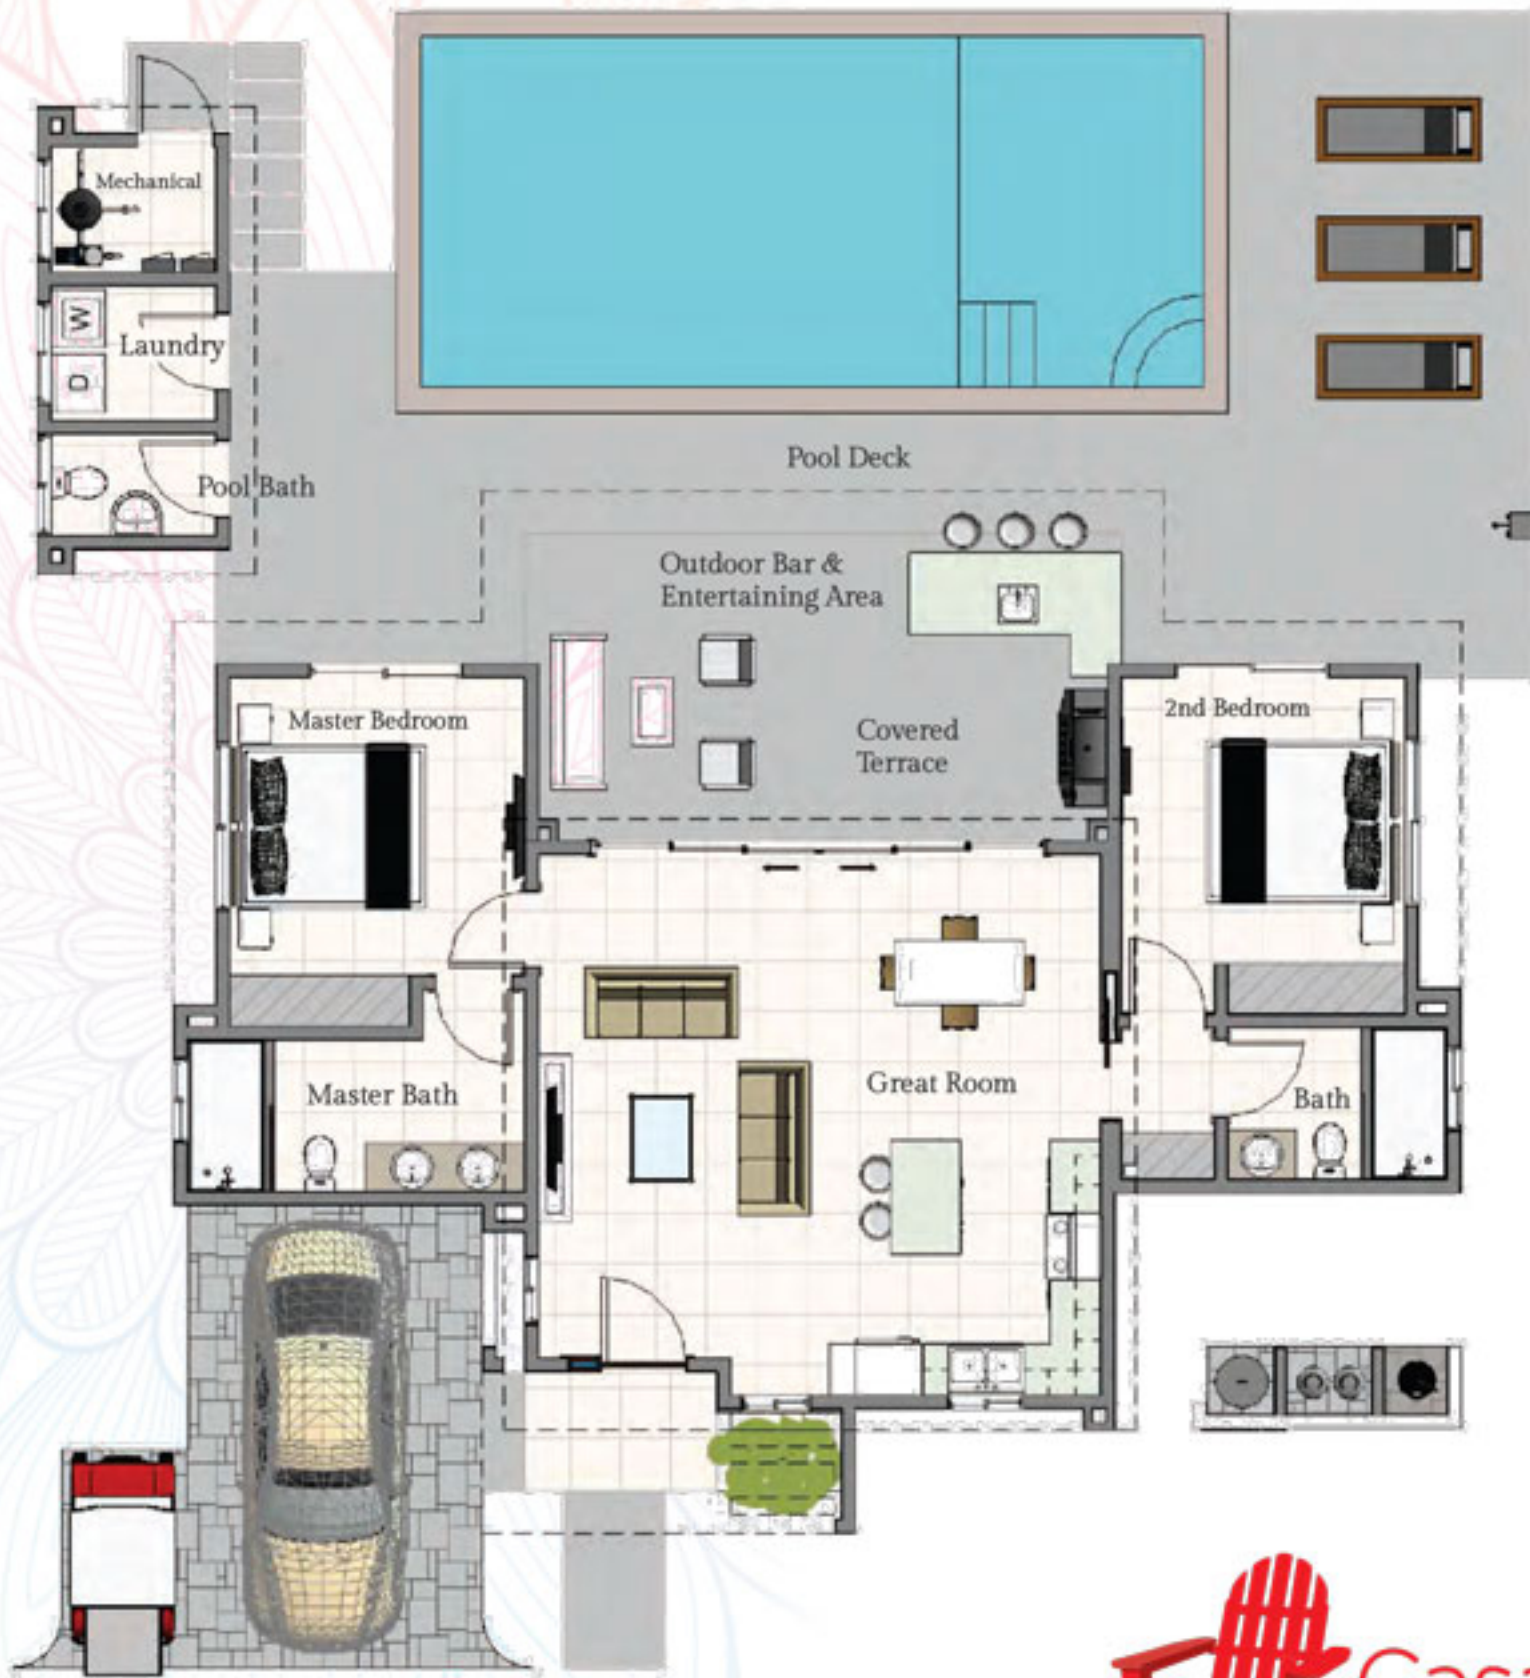 Mechanical
W
Laundry
D
Pool Bath
Pool Deck
Outdoor Bar &
Entertaining Area
Covered
Terrace
Master Bedroom
2nd Bedroom
Master Bath
Great Room
Bath